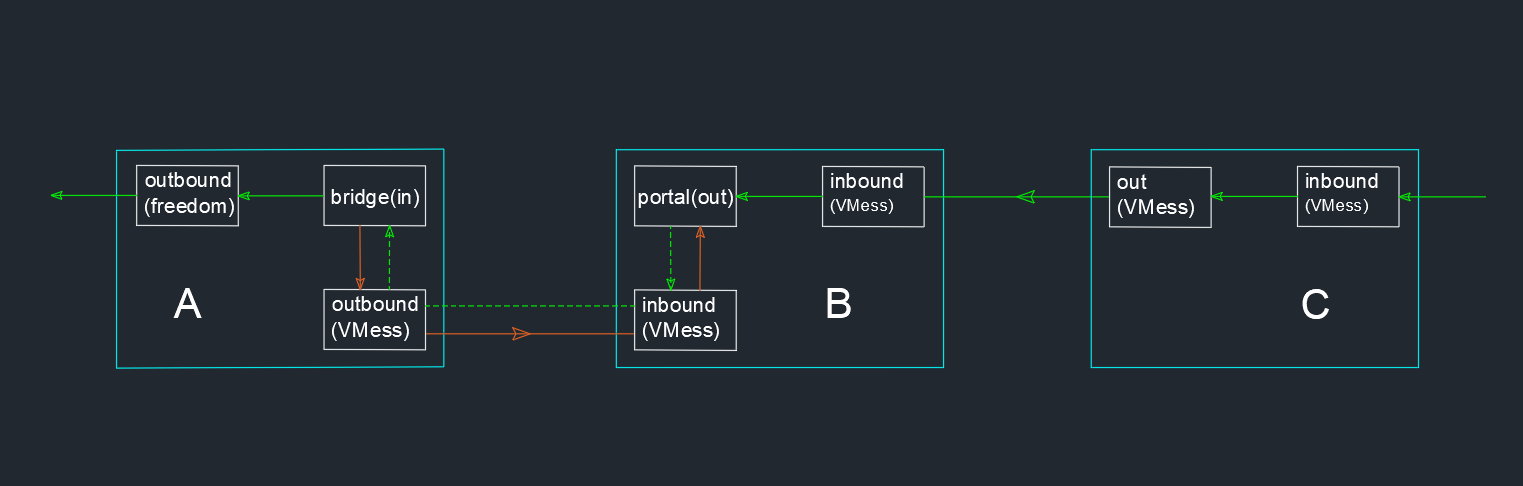 outbound
(freedom)
bridge(in)
outbound
(VMess)
A
portal(out)
inbound
(VMess)
inbound
(VMess)
B
out
(VMess)
inbound
(VMess)
C